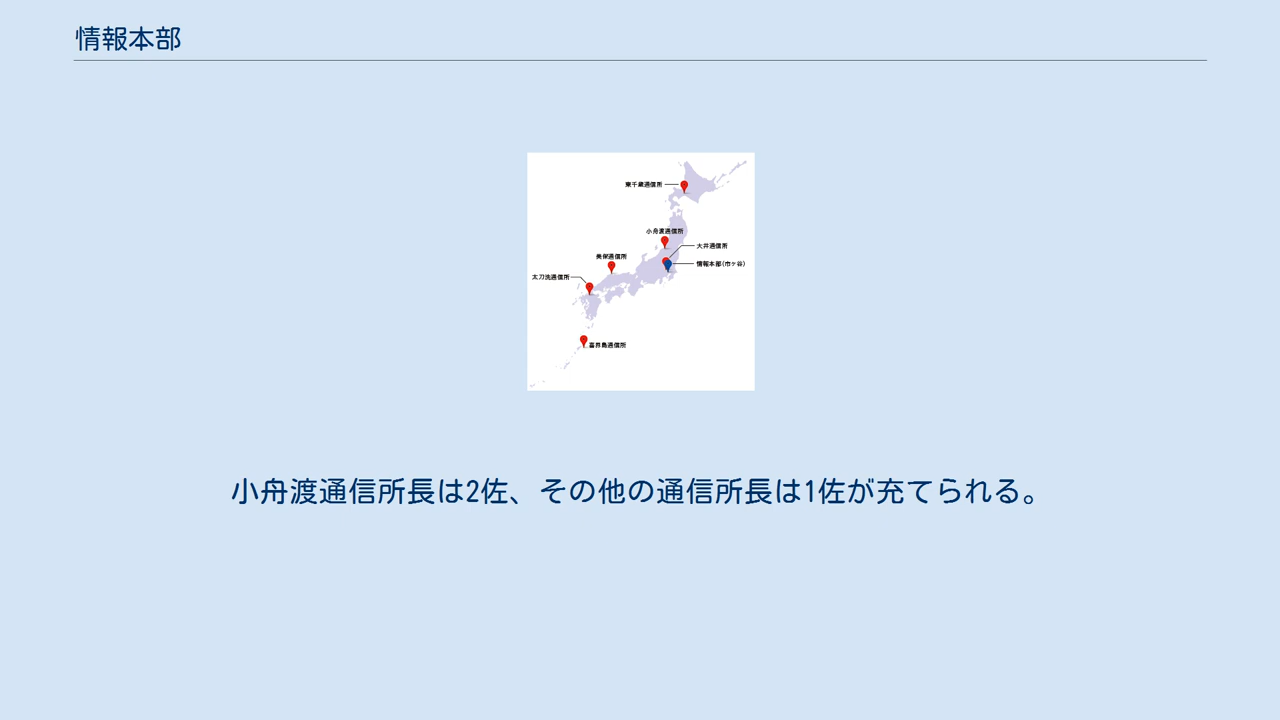 情報本部
東千歳通信所
小舟渡通信所
大井通信所
美保通信所
情報本部(市ヶ谷)
太刀洗通信所
喜界島通信所
小舟渡通信所長は2佐、その他の通信所長は1佐が充てられる。